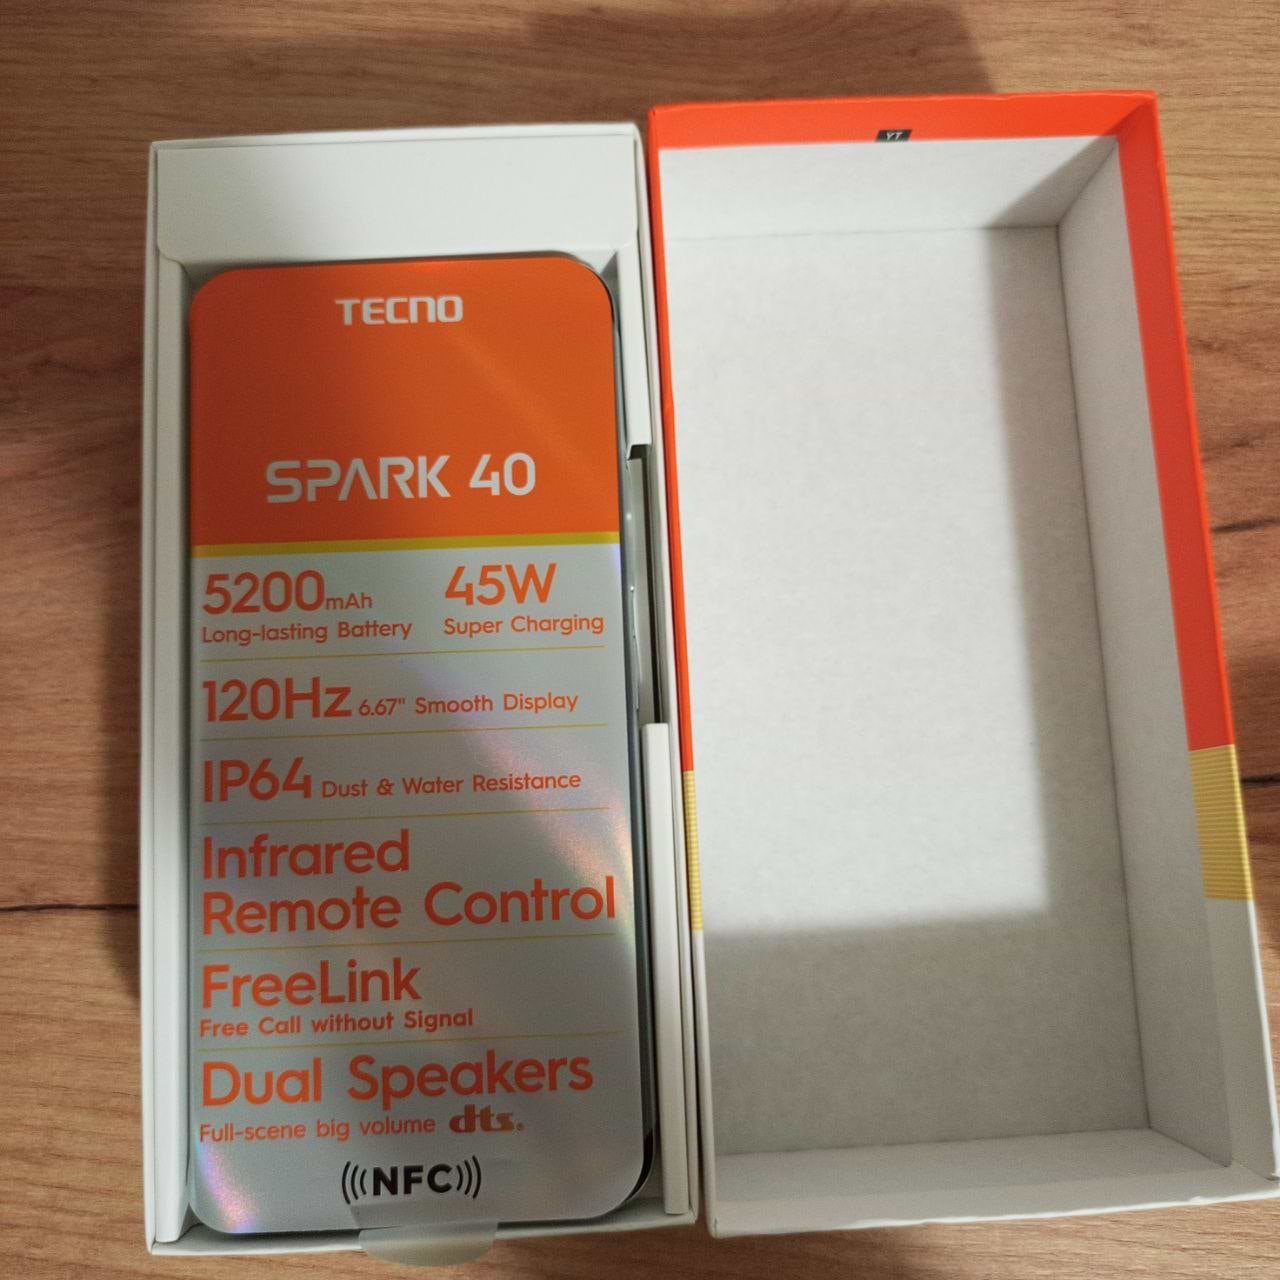 TECNO
SPARK 40
5200mAh 45W
Long-lasting Battery Super Charging
120Hz 6.67" Smooth Display
IP64 Dust & Water Resistance
Infrared
Remote Control
FreeLink
Free Call without Signal
Dual Speakers
Full-scene big volume dts®
(((NFC)))
YT